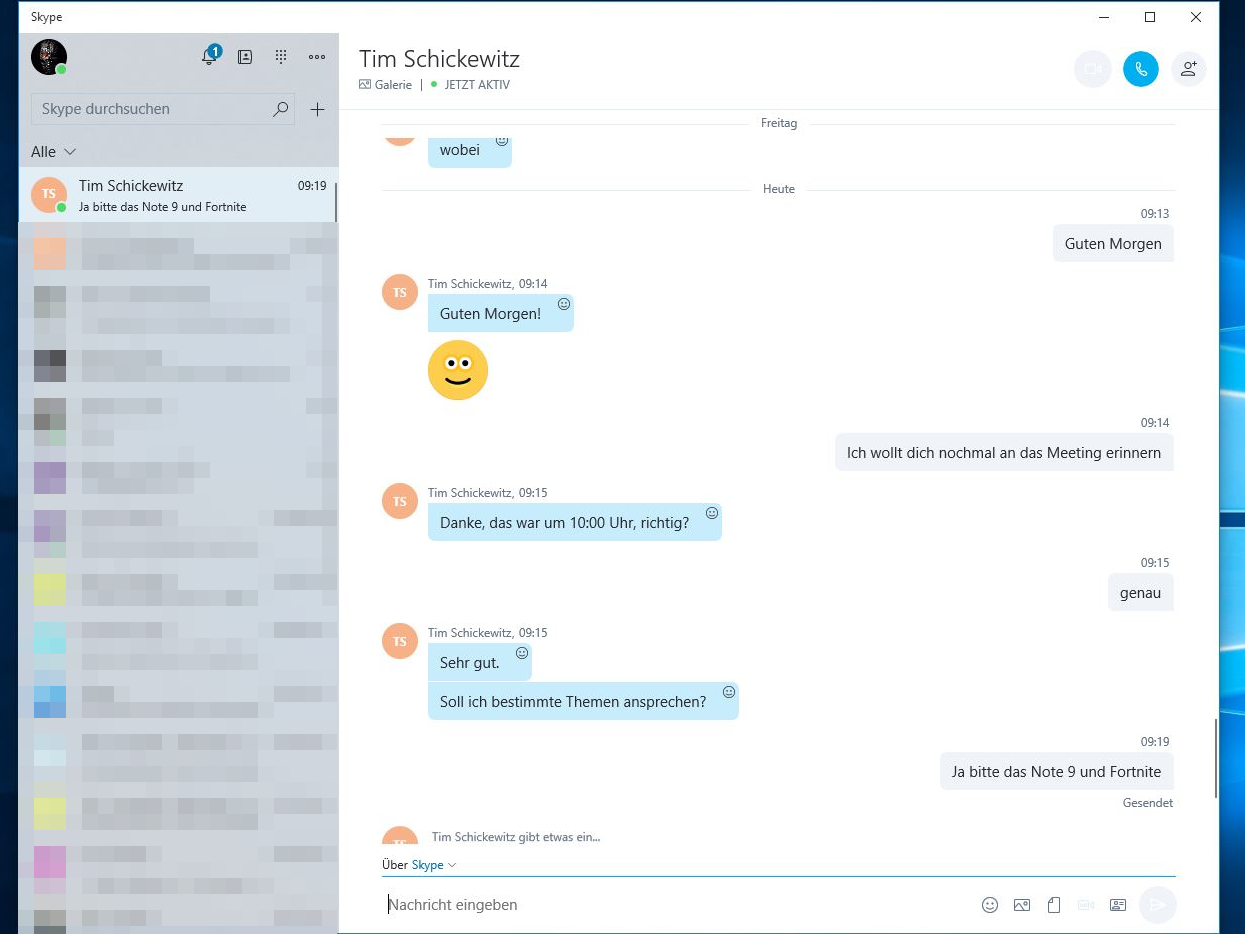 Skype
1
Skype durchsuchen
Alle
TS
Tim Schickewitz
09:19
Ja bitte das Note 9 und Fortnite
Tim Schickewitz
Galerie | JETZT AKTIV
Freitag
wobei
Heute
09:13
Guten Morgen
TS
Tim Schickewitz, 09:14
Guten Morgen!
09:14
Ich wollt dich nochmal an das Meeting erinnern
TS
Tim Schickewitz, 09:15
Danke, das war um 10:00 Uhr, richtig?
09:15
genau
TS
Tim Schickewitz, 09:15
Sehr gut.
Soll ich bestimmte Themen ansprechen?
09:19
Ja bitte das Note 9 und Fortnite
Gesendet
TS
Tim Schickewitz gibt etwas ein...
Über Skype
Nachricht eingeben